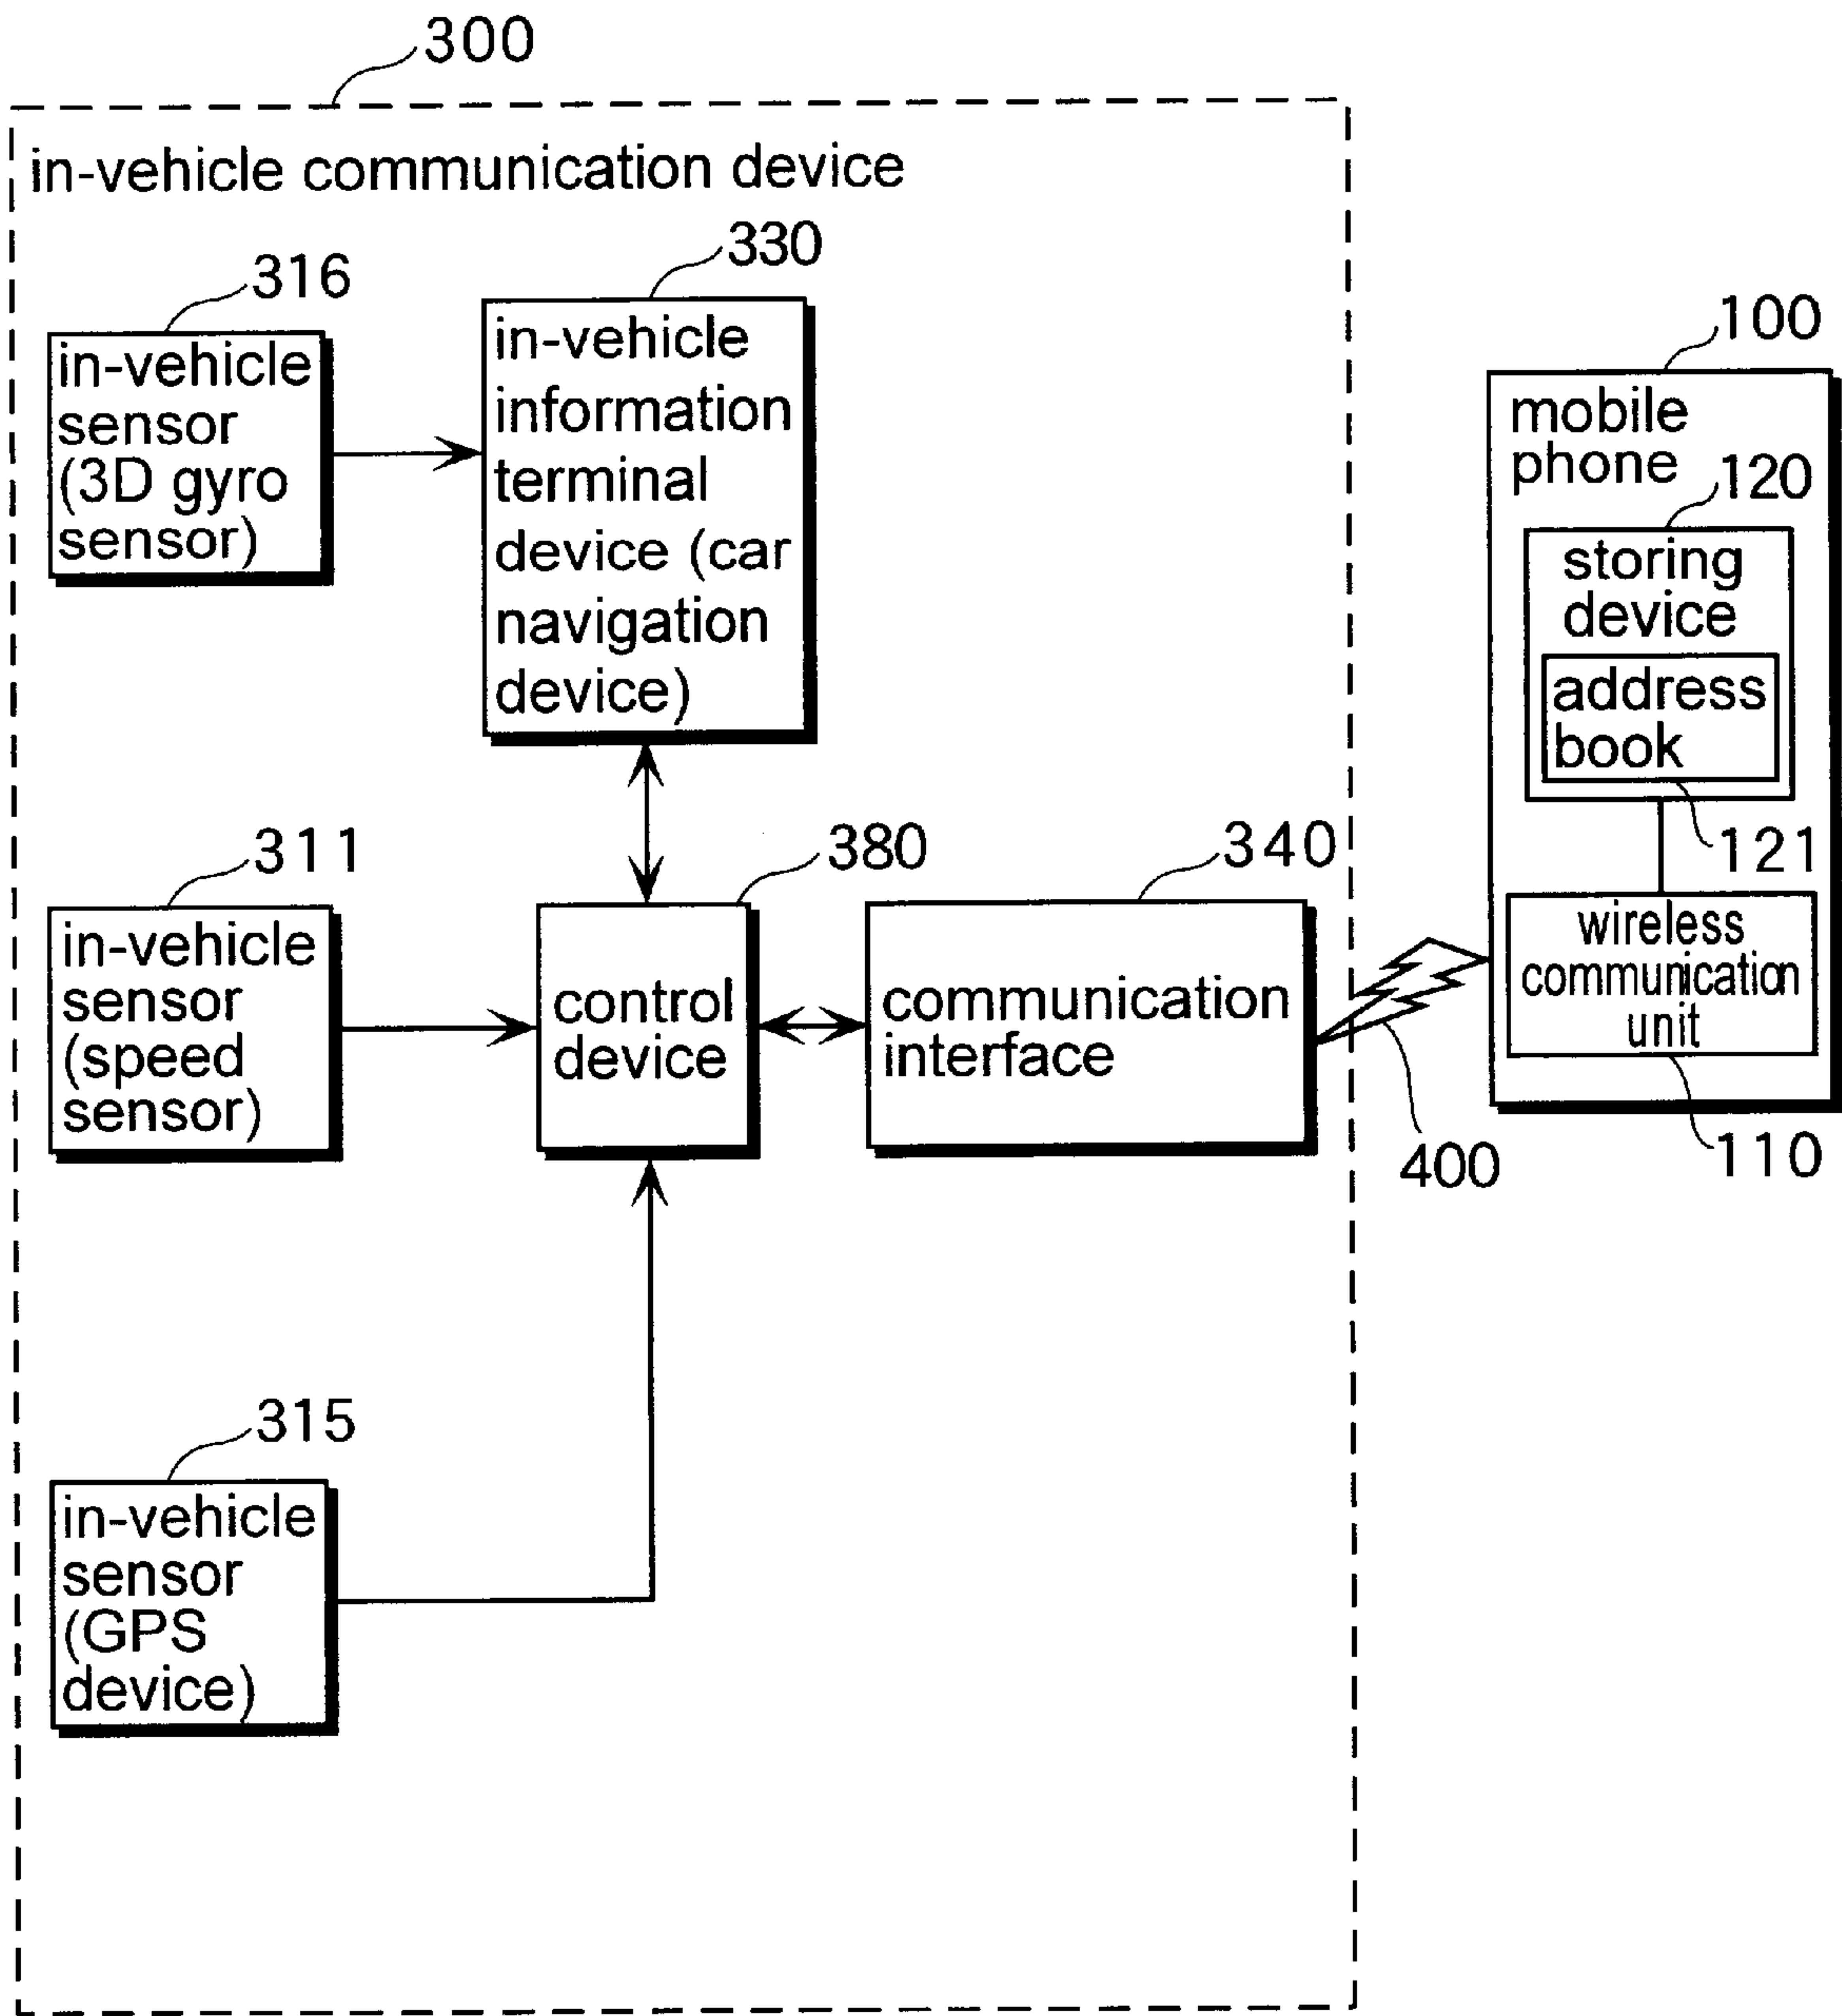 300
in-vehicle communication device
316
in-vehicle
sensor
(3D gyro
sensor)
330
in-vehicle
information
terminal
device (car
navigation
device)
100
mobile
phone
120
storing
device
address
book
121
wireless
communication
unit
110
311
in-vehicle
sensor
(speed
sensor)
380
control
device
340
communication
interface
400
315
in-vehicle
sensor
(GPS
device)